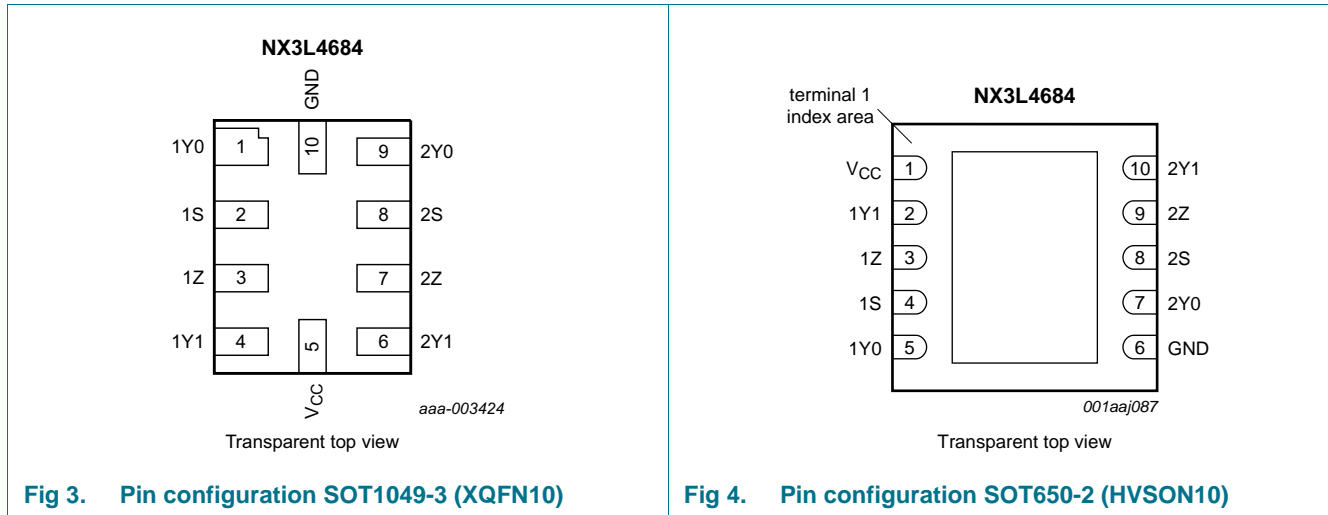 NX3L4684
GND
1Y0 1 10 9 2Y0
1S 2 8 2S
1Z 3 7 2Z
1Y1 4 5 6 2Y1
VCC
aaa-003424
Transparent top view
Fig 3. Pin configuration SOT1049-3 (XQFN10)
terminal 1
index area
NX3L4684
VCC 1 10 2Y1
1Y1 2 9 2Z
1Z 3 8 2S
1S 4 7 2Y0
1Y0 5 6 GND
001aaj087
Transparent top view
Fig 4. Pin configuration SOT650-2 (HVSON10)